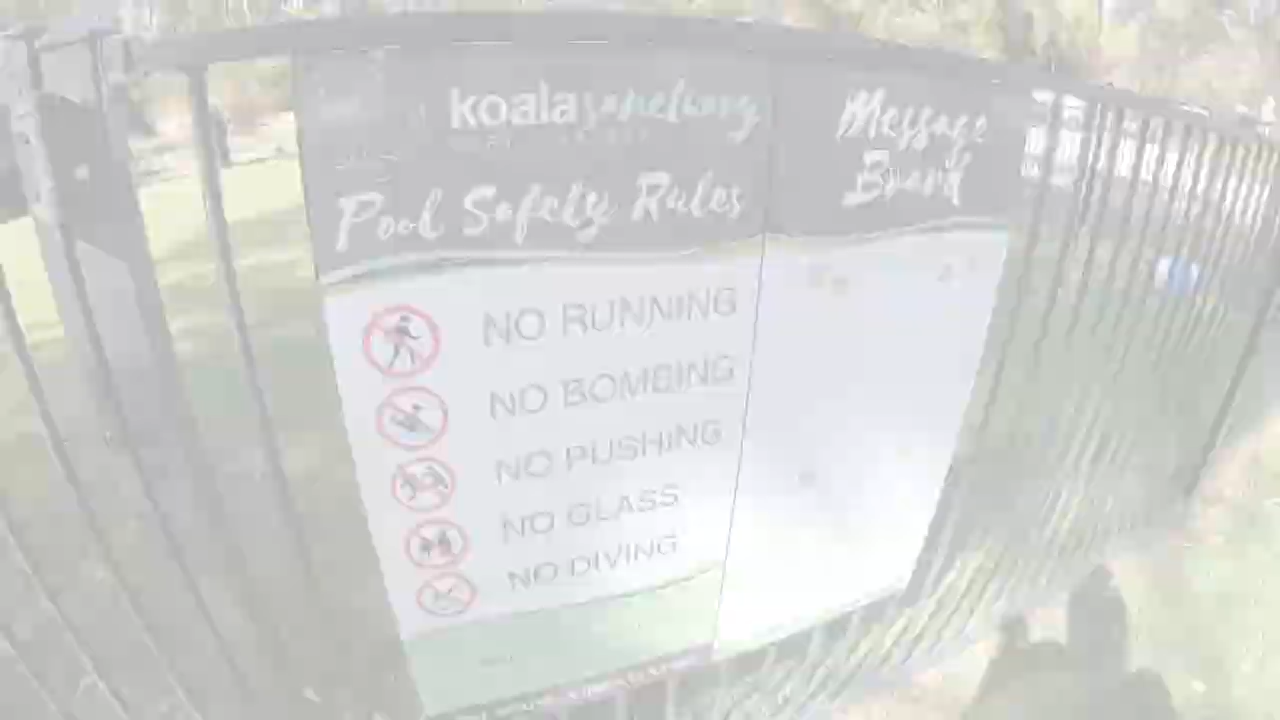 koala sanctuary
Pool Safety Rules
NO RUNNING
NO BOMBING
NO PUSHING
NO GLASS
NO DIVING
Message
Board